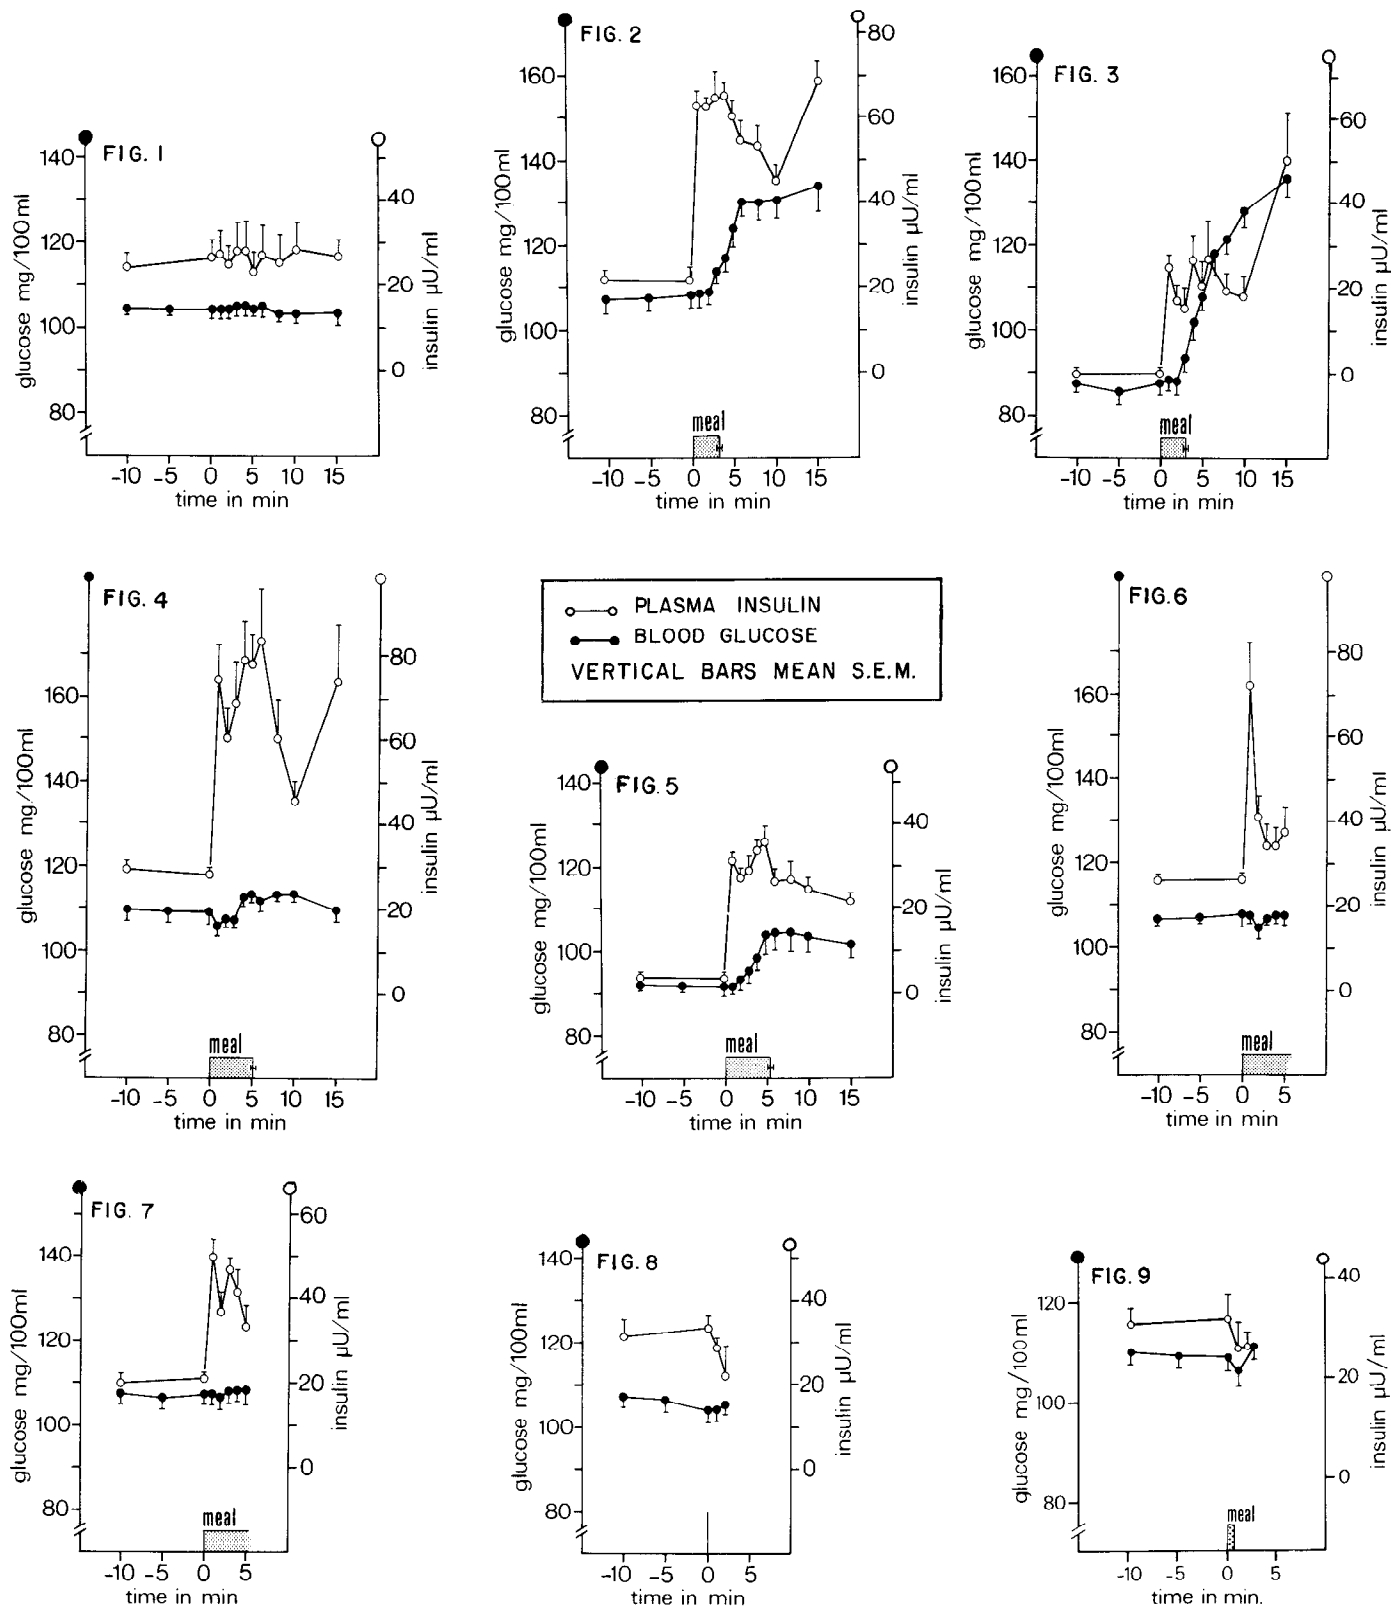 FIG. 1
glucose mg/100ml
140
120
100
80
40
20
0
insulin µU/ml
-10 -5 0 5 10 15
time in min
FIG. 2
glucose mg/100ml
160
140
120
100
80
80
60
40
20
0
insulin µU/ml
meal
-10 -5 0 5 10 15
time in min
FIG. 3
glucose mg/100ml
160
140
120
100
80
60
40
20
0
insulin µU/ml
meal
-10 -5 0 5 10 15
time in min
FIG. 4
glucose mg/100ml
160
140
120
100
80
80
60
40
20
0
insulin µU/ml
meal
-10 -5 0 5 10 15
time in min
PLASMA INSULIN
BLOOD GLUCOSE
VERTICAL BARS MEAN S.E.M.
FIG. 5
glucose mg/100ml
140
120
100
80
40
20
0
insulin µU/ml
meal
-10 -5 0 5 10 15
time in min
FIG. 6
glucose mg/100ml
160
140
120
100
80
80
60
40
20
0
insulin µU/ml
meal
-10 -5 0 5
time in min
FIG. 7
glucose mg/100ml
140
120
100
80
60
40
20
0
insulin µU/ml
meal
-10 -5 0 5
time in min
FIG. 8
glucose mg/100ml
140
120
100
80
40
20
0
insulin µU/ml
-10 -5 0 5
time in min
FIG. 9
glucose mg/100ml
120
100
80
40
20
0
insulin µU/ml
meal
-10 -5 0 5
time in min.